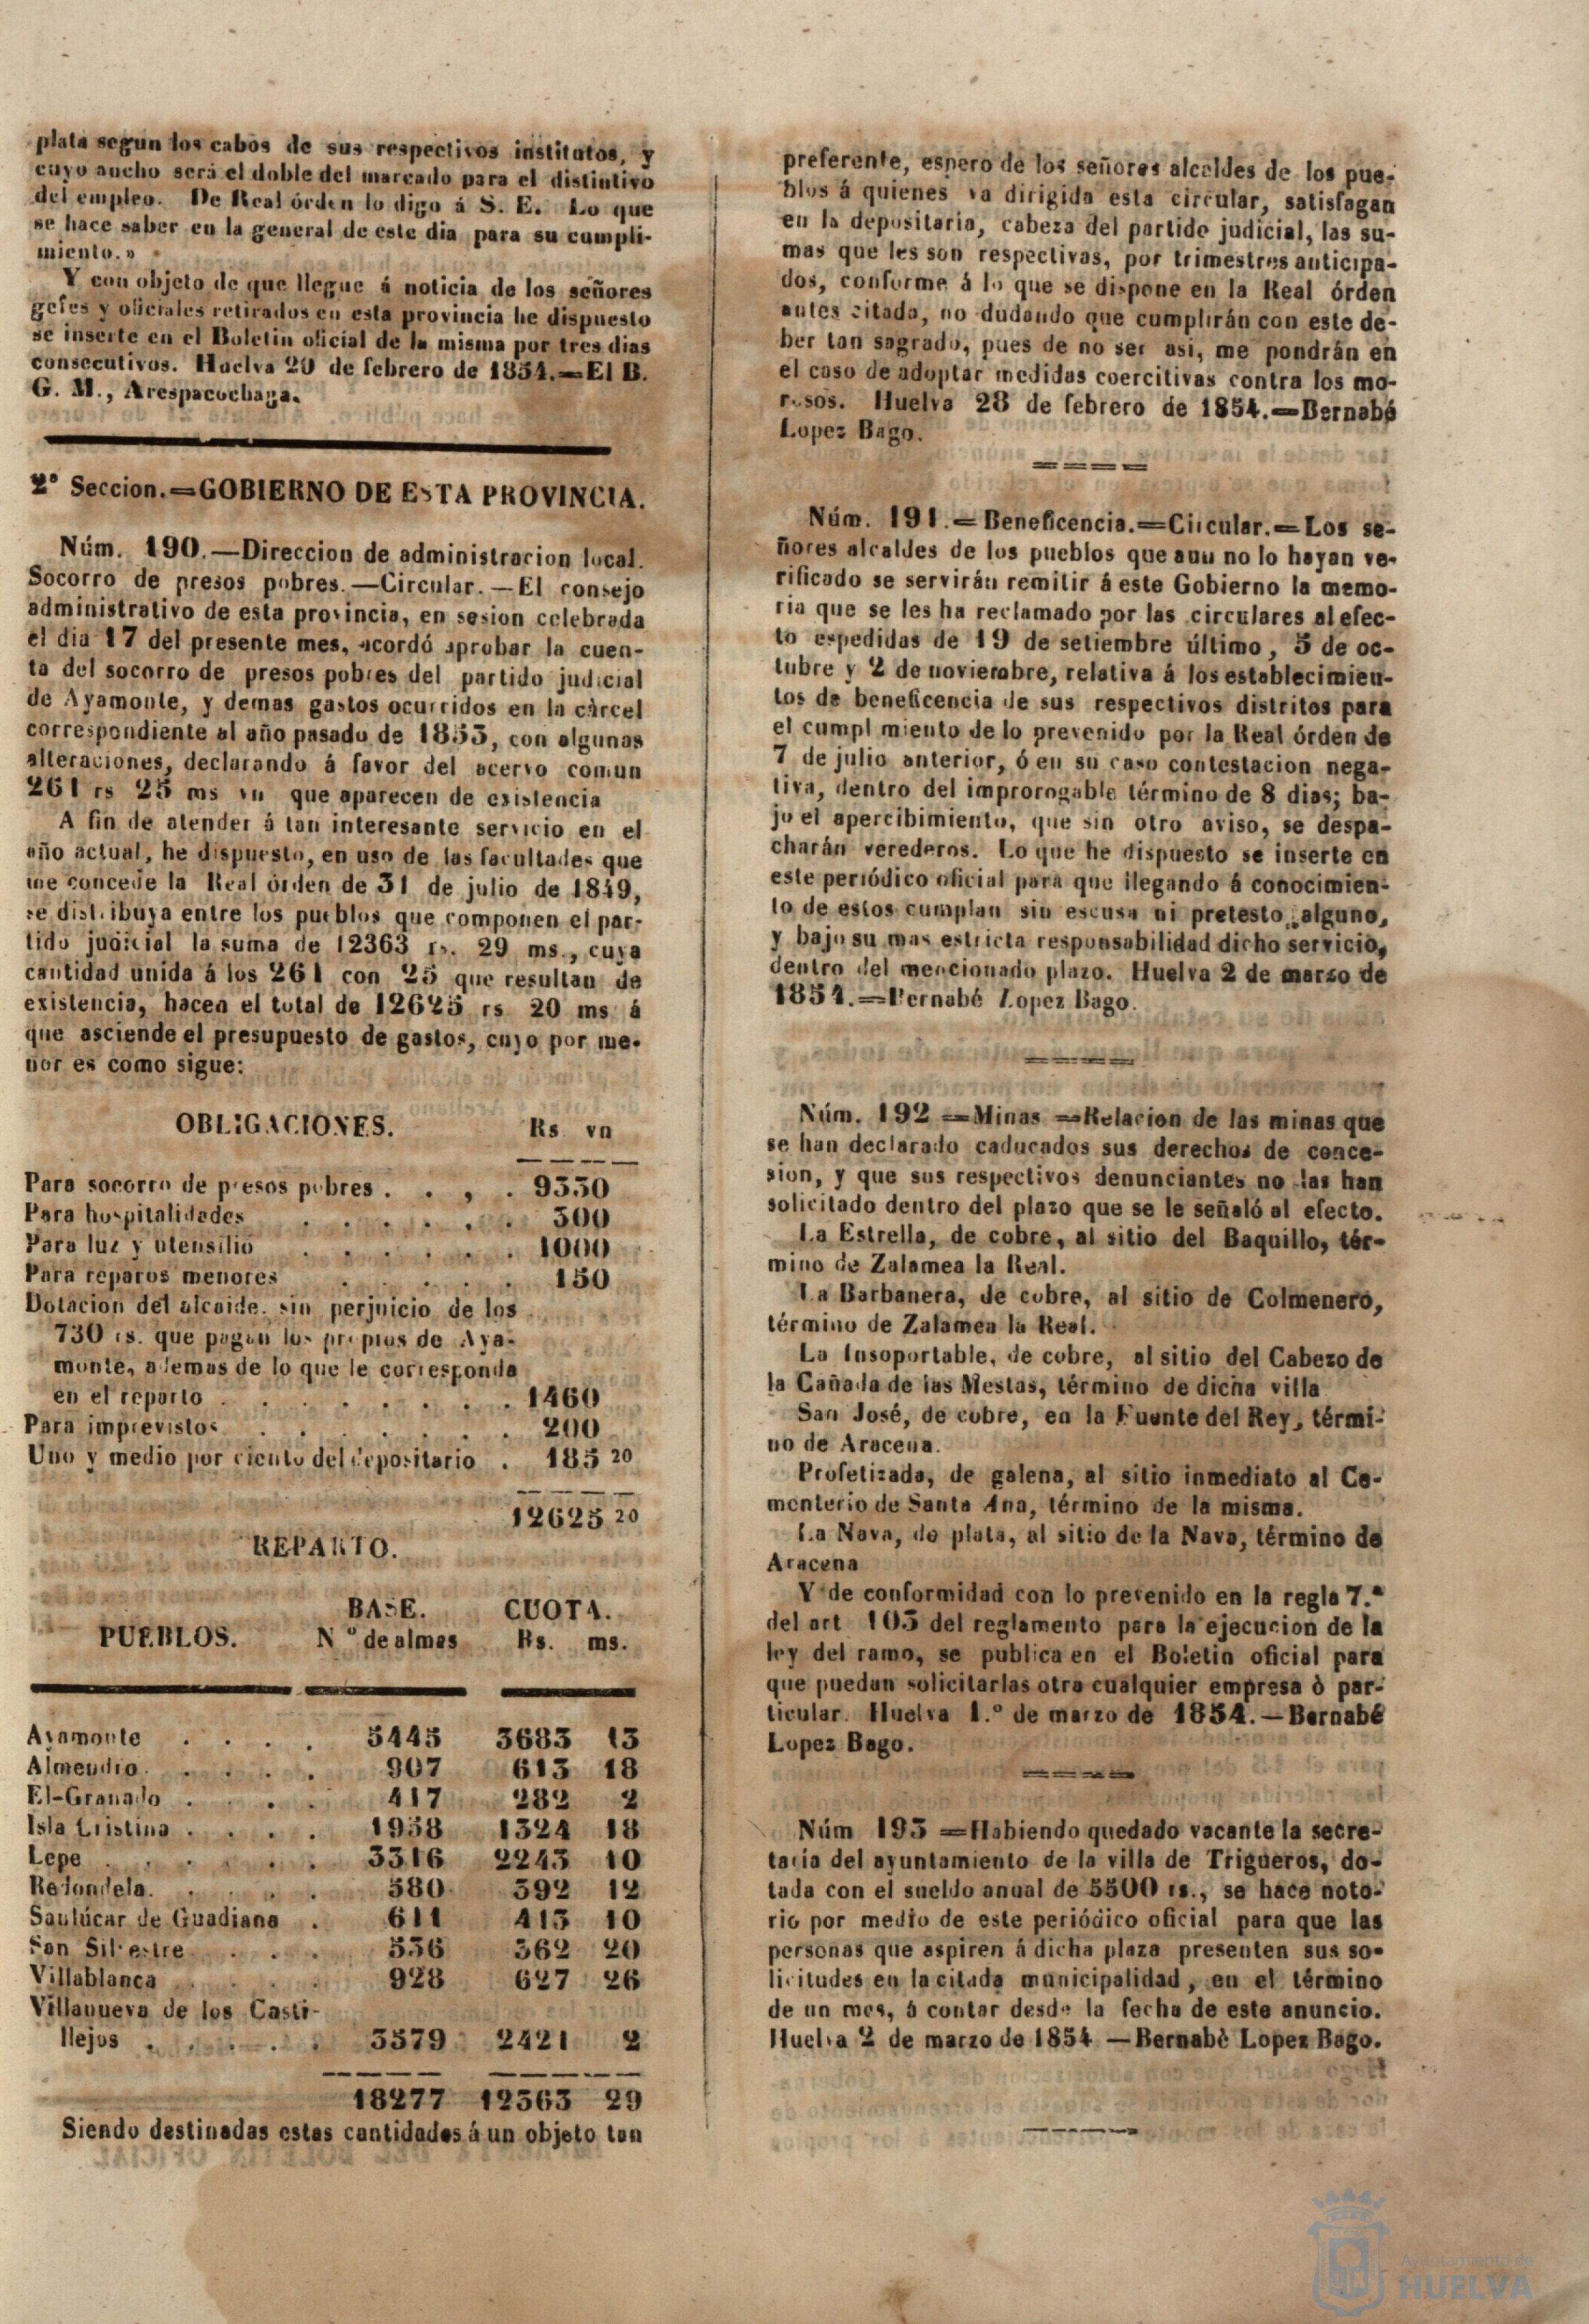 plata segun los cabos de sus respectivos institutos, y
cuyo ancho será el doble del marcado para el distintivo
del empleo. De Real órden lo digo á S. E. Lo que
se hace saber en la general de este dia para su cumpli-
miento.»
Y con objeto de que llegue á noticia de los señores
gefes y oficiales retirados en esta provincia he dispuesto
se inserte en el Boletin oficial de la misma por tres dias
consecutivos. Huelva 20 de febrero de 1854.=El B.
G. M., Arespacochaga.
2ª Seccion.=GOBIERNO DE ESTA PROVINCIA.
Núm. 190.—Direccion de administracion local.
Socorro de presos pobres.—Circular.—El consejo
administrativo de esta provincia, en sesion celebrada
el dia 17 del presente mes, acordó aprobar la cuen-
ta del socorro de presos pobres del partido judicial
de Ayamonte, y demas gastos ocurridos en la càrcel
correspondiente al año pasado de 1853, con algunas
alteraciones, declarando á favor del acervo comun
261 rs 25 ms vn que aparecen de existencia
A fin de atender á tan interesante servicio en el
año actual, he dispuesto, en uso de las facultades que
me concede la Real órden de 31 de julio de 1849,
se distribuya entre los pueblos que componen el par-
tido judicial la suma de 12363 rs. 29 ms., cuya
cantidad unida á los 261 con 25 que resultan de
existencia, hacen el total de 12625 rs 20 ms á
que asciende el presupuesto de gastos, cuyo por me-
nor es como sigue:
OBLIGACIONES. Rs vn
Para socorro de presos pobres . . , . 9330
Para hospitalidades . . . . . . 300
Para luz y utensilio . . . . . . 1000
Para reparos menores . . . . . 150
Dotacion del alcaide, sin perjuicio de los
730 rs. que pagan los propios de Aya-
monte, ademas de lo que le corresponda
en el reparto . . . . . . . . 1460
Para imprevistos . . . . . . . 200
Uno y medio por ciento del depositario . 185 20
12625 20
REPARTO.
BASE. CUOTA.
PUEBLOS. N º de almas Rs. ms.
Ayamonte . . . . 5445 3683 13
Almendro . . . . 907 613 18
El-Granado . . . . 417 282 2
Isla Cristina . . . . 1958 1324 18
Lepe . . . . . . 3316 2243 10
Redondela. . . . . 580 392 12
Sanlúcar de Guadiana . 611 413 10
San Silvestre . . . 536 362 20
Villablanca . . . . 928 627 26
Villanueva de los Casti-
llejos . . . . . 3579 2421 2
18277 12363 29
Siendo destinadas estas cantidades á un objeto tan
preferente, espero de los señores alcaldes de los pue-
blos á quienes va dirigida esta circular, satisfagan
en la depositaria, cabeza del partido judicial, las su-
mas que les son respectivas, por trimestres anticipa-
dos, conforme á lo que se dispone en la Real órden
antes citada, no dudando que cumplirán con este de-
ber tan sagrado, pues de no ser asi, me pondrán en
el caso de adoptar medidas coercitivas contra los mo-
rosos. Huelva 28 de febrero de 1854.=Bernabé
Lopez Bago.
Núm. 191.=Beneficencia.=Circular.=Los se-
ñores alcaldes de los pueblos que aun no lo hayan ve-
rificado se servirán remitir á este Gobierno la memo-
ria que se les ha reclamado por las circulares al efec-
to espedidas de 19 de setiembre último, 5 de oc-
tubre y 2 de noviembre, relativa á los establecimien-
tos de beneficencia de sus respectivos distritos para
el cumplimiento de lo prevenido por la Real órden de
7 de julio anterior, ó en su caso contestacion nega-
tiva, dentro del improrogable término de 8 dias; ba-
jo el apercibimiento, que sin otro aviso, se despa-
charán verederos. Lo que he dispuesto se inserte en
este periódico oficial para que llegando á conocimien-
to de estos cumplan sin escusa ni pretesto alguno,
y bajo su mas estricta responsabilidad dicho servicio,
dentro del mencionado plazo. Huelva 2 de marzo de
1854.=Bernabé Lopez Bago.
Núm. 192 =Minas =Relacion de las minas que
se han declarado caducados sus derechos de conce-
sion, y que sus respectivos denunciantes no las han
solicitado dentro del plazo que se le señaló al efecto.
La Estrella, de cobre, al sitio del Baquillo, tér-
mino de Zalamea la Real.
La Barbanera, de cobre, al sitio de Colmenero,
término de Zalamea la Real.
La Insoportable, de cobre, al sitio del Cabezo de
la Cañada de las Mestas, término de dicha villa
San José, de cobre, en la Fuente del Rey, térmi-
no de Aracena.
Profetizada, de galena, al sitio inmediato al Ce-
menterio de Santa Ana, término de la misma.
La Nava, de plata, al sitio de la Nava, término de
Aracena
Y de conformidad con lo prevenido en la regla 7.ª
del art 103 del reglamento para la ejecucion de la
ley del ramo, se publica en el Boletin oficial para
que puedan solicitarlas otra cualquier empresa ò par-
ticular. Huelva 1.º de marzo de 1854.—Bernabé
Lopez Bago.
Núm 193 =Habiendo quedado vacante la secre-
taria del ayuntamiento de la villa de Trigueros, do-
tada con el sueldo anual de 5500 rs., se hace noto-
rio por medio de este periódico oficial para que las
personas que aspiren á dicha plaza presenten sus so-
licitudes en la citada municipalidad, en el término
de un mes, á contar desde la fecha de este anuncio.
Huelva 2 de marzo de 1854 —Bernabè Lopez Bago.
Ayuntamiento de
HUELVA